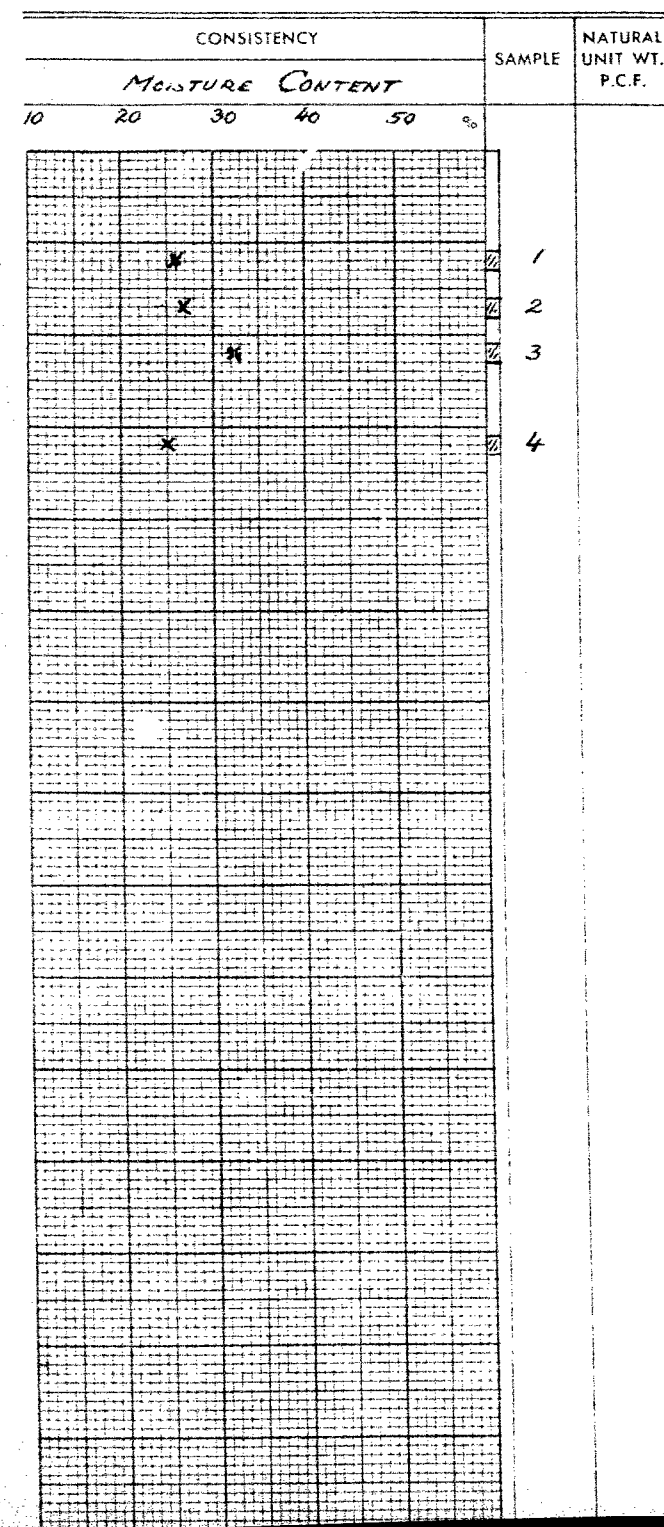 CONSISTENCY
SAMPLE
NATURAL
UNIT WT.
P.C.F.
MOISTURE CONTENT
10 20 30 40 50 %
1
2
3
4